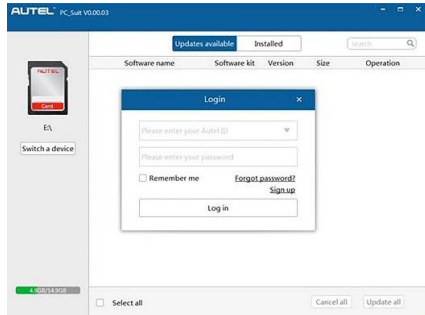 AUTEL PC_Suit V0.00.03
Updates available Installed
search
Software name Software kit Version Size Operation
AUTEL
Card
E:\
Switch a device
Login ×
Please enter your Autel ID
Please enter your password
Remember me Forgot password?
Sign up
Log in
4.9GB/14.9GB
Select all Cancel all Update all